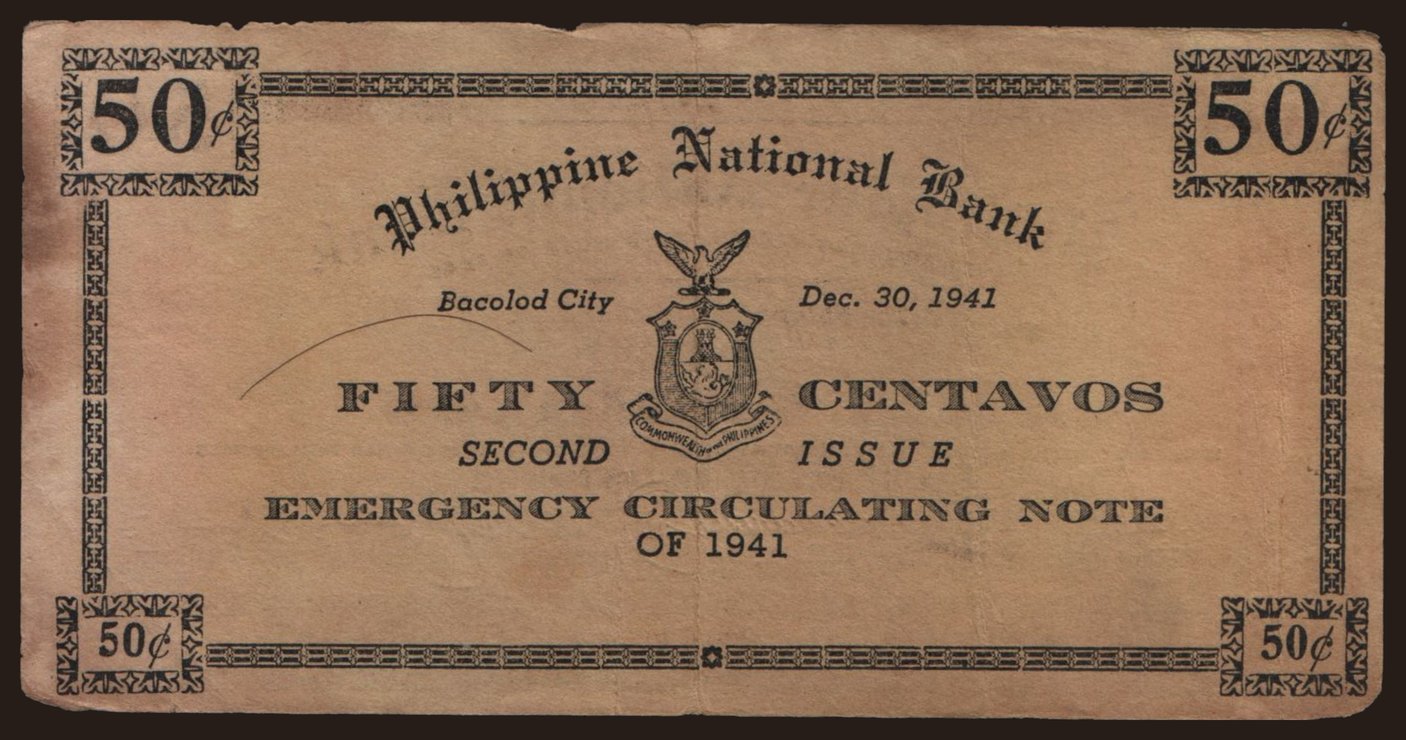 50¢ 50¢
Philippine National Bank
Bacolod City Dec. 30, 1941
FIFTY CENTAVOS
COMMONWEALTH OF THE PHILIPPINES
SECOND ISSUE
EMERGENCY CIRCULATING NOTE
OF 1941
50¢ 50¢